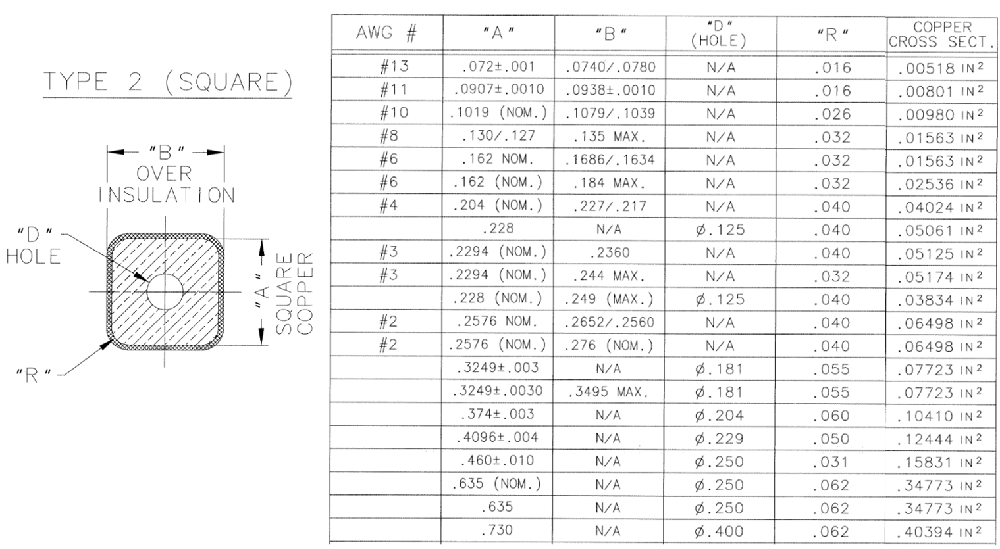 TYPE 2 (SQUARE)
"B"
OVER
INSULATION
"D"
HOLE
"A"
SQUARE
COPPER
"R"
AWG # "A" "B" "D" (HOLE) "R" COPPER CROSS SECT.
#13 .072±.001 .0740/.0780 N/A .016 .00518 IN²
#11 .0907±.0010 .0938±.0010 N/A .016 .00801 IN²
#10 .1019 (NOM.) .1079/.1039 N/A .026 .00980 IN²
#8 .130/.127 .135 MAX. N/A .032 .01563 IN²
#6 .162 NOM. .1686/.1634 N/A .032 .01563 IN²
#6 .162 (NOM.) .184 MAX. N/A .032 .02536 IN²
#4 .204 (NOM.) .227/.217 N/A .040 .04024 IN²
.228 N/A Ø.125 .040 .05061 IN²
#3 .2294 (NOM.) .2360 N/A .040 .05125 IN²
#3 .2294 (NOM.) .244 MAX. N/A .032 .05174 IN²
.228 (NOM.) .249 (MAX.) Ø.125 .040 .03834 IN²
#2 .2576 NOM. .2652/.2560 N/A .040 .06498 IN²
#2 .2576 (NOM.) .276 (NOM.) N/A .040 .06498 IN²
.3249±.003 N/A Ø.181 .055 .07723 IN²
.3249±.0030 .3495 MAX. Ø.181 .055 .07723 IN²
.374±.003 N/A Ø.204 .060 .10410 IN²
.4096±.004 N/A Ø.229 .050 .12444 IN²
.460±.010 N/A Ø.250 .031 .15831 IN²
.635 (NOM.) N/A Ø.250 .062 .34773 IN²
.635 N/A Ø.250 .062 .34773 IN²
.730 N/A Ø.400 .062 .40394 IN²